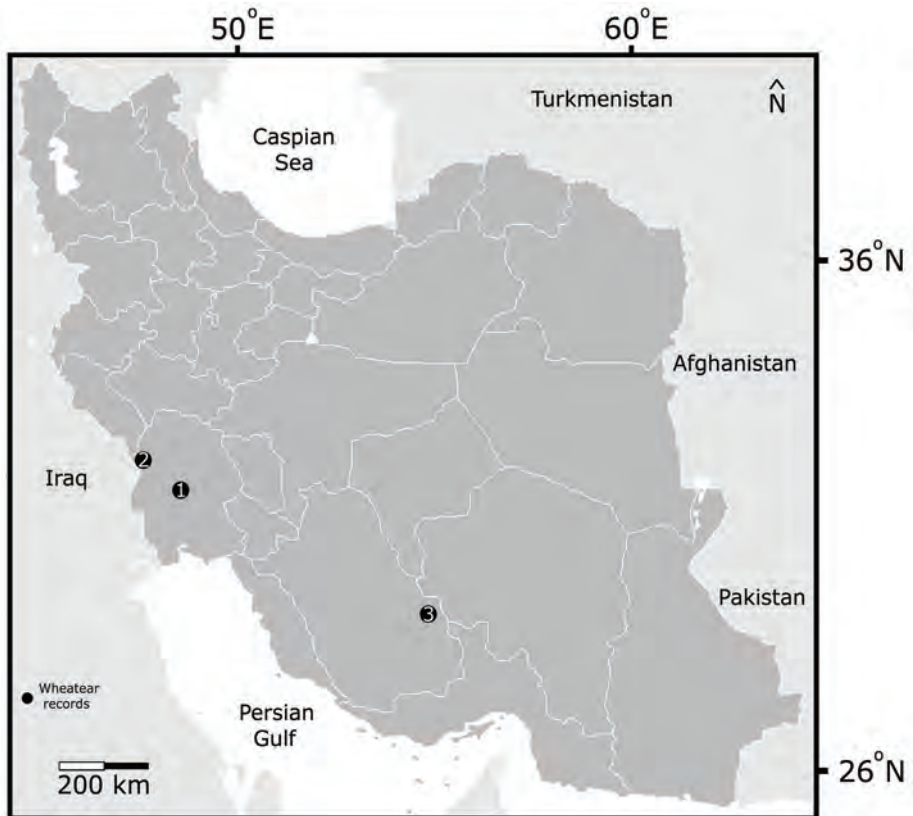 50°E
60°E
Turkmenistan
^
N
Caspian
Sea
36°N
Afghanistan
2
Iraq
1
Pakistan
3
Wheatear
records
Persian
Gulf
200 km
26°N